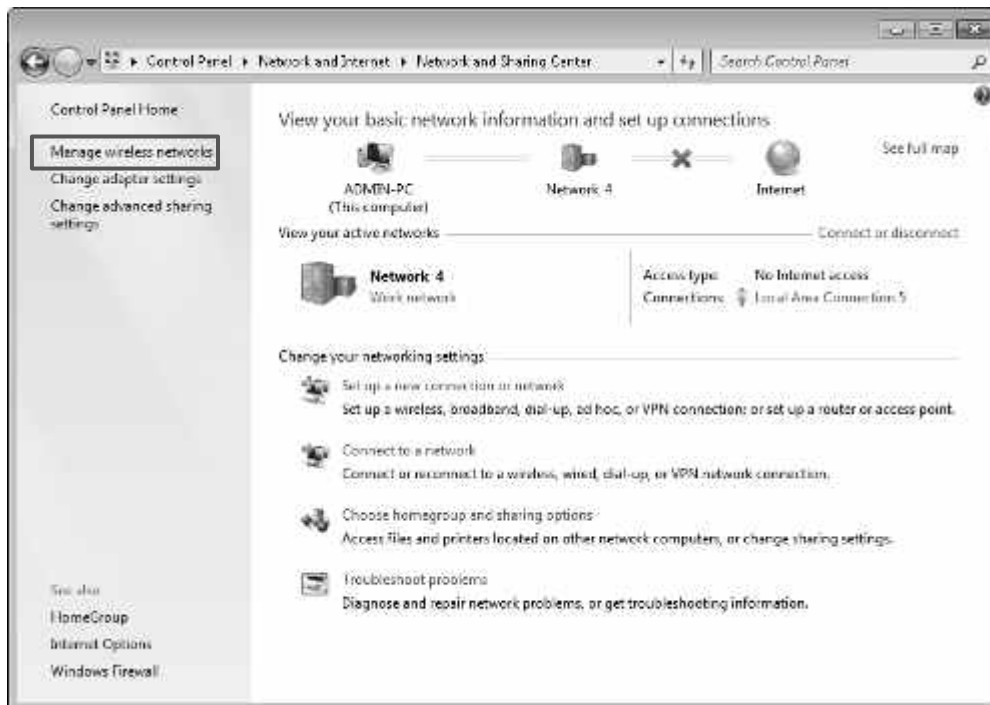 Control Panel ▸ Network and Internet ▸ Network and Sharing Center
Search Control Panel
Control Panel Home
Manage wireless networks
Change adapter settings
Change advanced sharing
settings
See also
HomeGroup
Internet Options
Windows Firewall
View your basic network information and set up connections
See full map
ADMIN-PC
(This computer)
Network 4
Internet
View your active networks
Connect or disconnect
Network 4
Work network
Access type:
No Internet access
Connections:
Local Area Connection 5
Change your networking settings
Set up a new connection or network
Set up a wireless, broadband, dial-up, ad hoc, or VPN connection; or set up a router or access point.
Connect to a network
Connect or reconnect to a wireless, wired, dial-up, or VPN network connection.
Choose homegroup and sharing options
Access files and printers located on other network computers, or change sharing settings.
Troubleshoot problems
Diagnose and repair network problems, or get troubleshooting information.